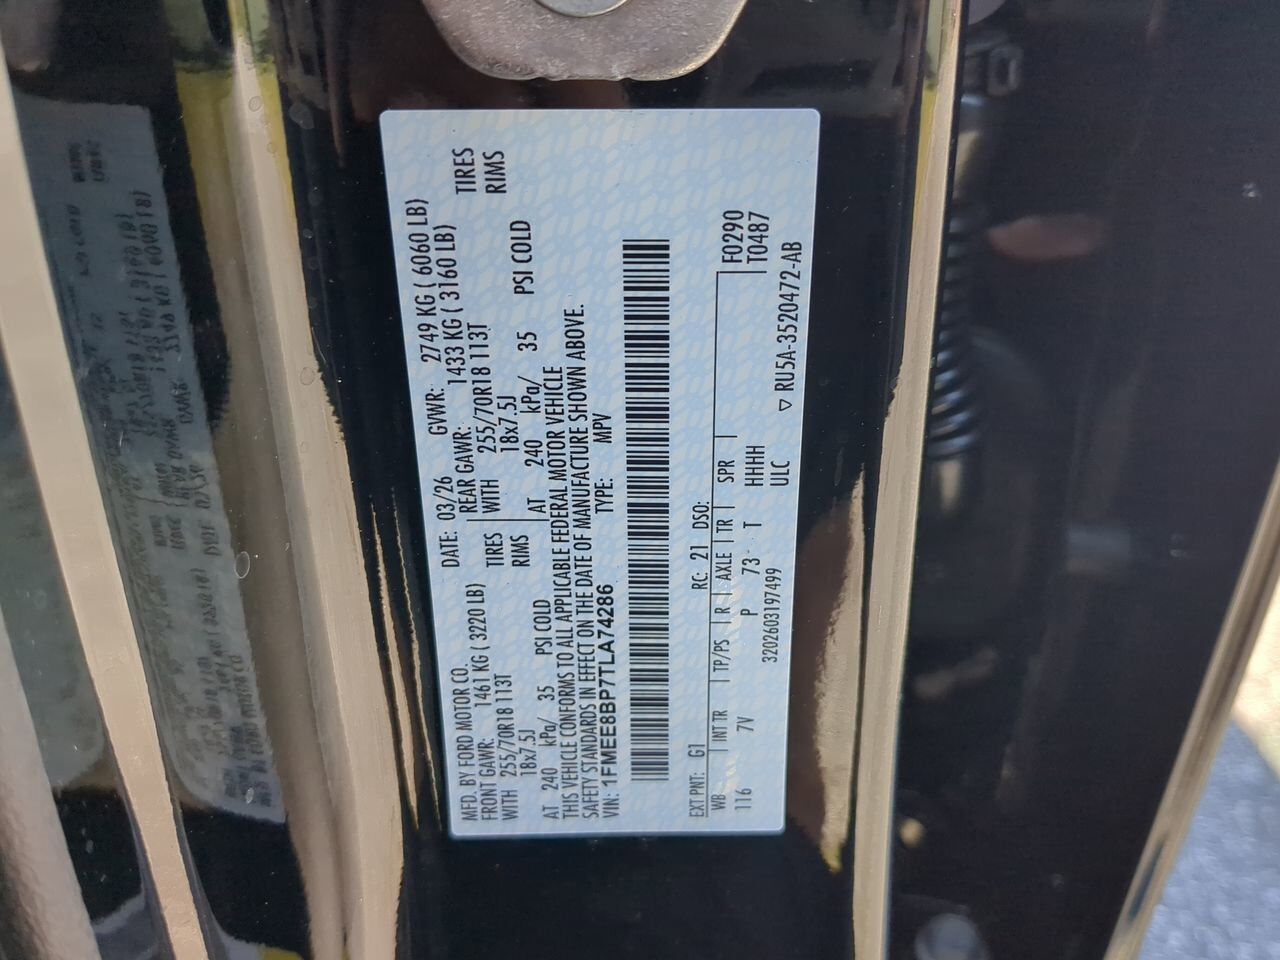 MFD. BY FORD MOTOR CO.
DATE: 03/26 GVWR: 2749 KG ( 6060 LB)
FRONT GAWR: 1461 KG ( 3220 LB)
REAR GAWR: 1433 KG ( 3160 LB)
WITH 255/70R18 113T TIRES
WITH 255/70R18 113T TIRES
18x7.5J RIMS
18x7.5J RIMS
AT 240 kPa/ 35 PSI COLD
AT 240 kPa/ 35 PSI COLD
THIS VEHICLE CONFORMS TO ALL APPLICABLE FEDERAL MOTOR VEHICLE
SAFETY STANDARDS IN EFFECT ON THE DATE OF MANUFACTURE SHOWN ABOVE.
VIN: 1FMEE8BP7TLA74286 TYPE: MPV
EXT PNT: G1 RC: 21 DSO: F0290
WB INT TR TP/PS R AXLE TR SPR T0487
116 7V P 73 T HHHH
3202603197499 ULC
▽ RU5A-3520472-AB